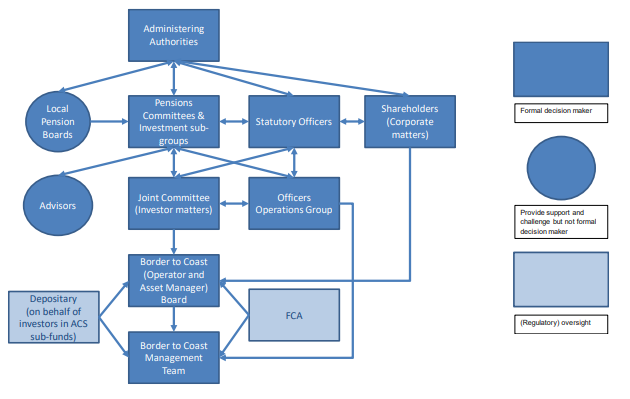 Administering
Authorities
Local
Pension
Boards
Pensions
Committees &
Investment sub-
groups
Statutory Officers
Shareholders
(Corporate
matters)
Advisors
Joint Committee
(Investor matters)
Officers
Operations Group
Border to Coast
(Operator and
Asset Manager)
Board
Depositary
(on behalf of
investors in ACS
sub-funds)
FCA
Border to Coast
Management
Team
Formal decision maker
Provide support and
challenge but not formal
decision maker
(Regulatory) oversight